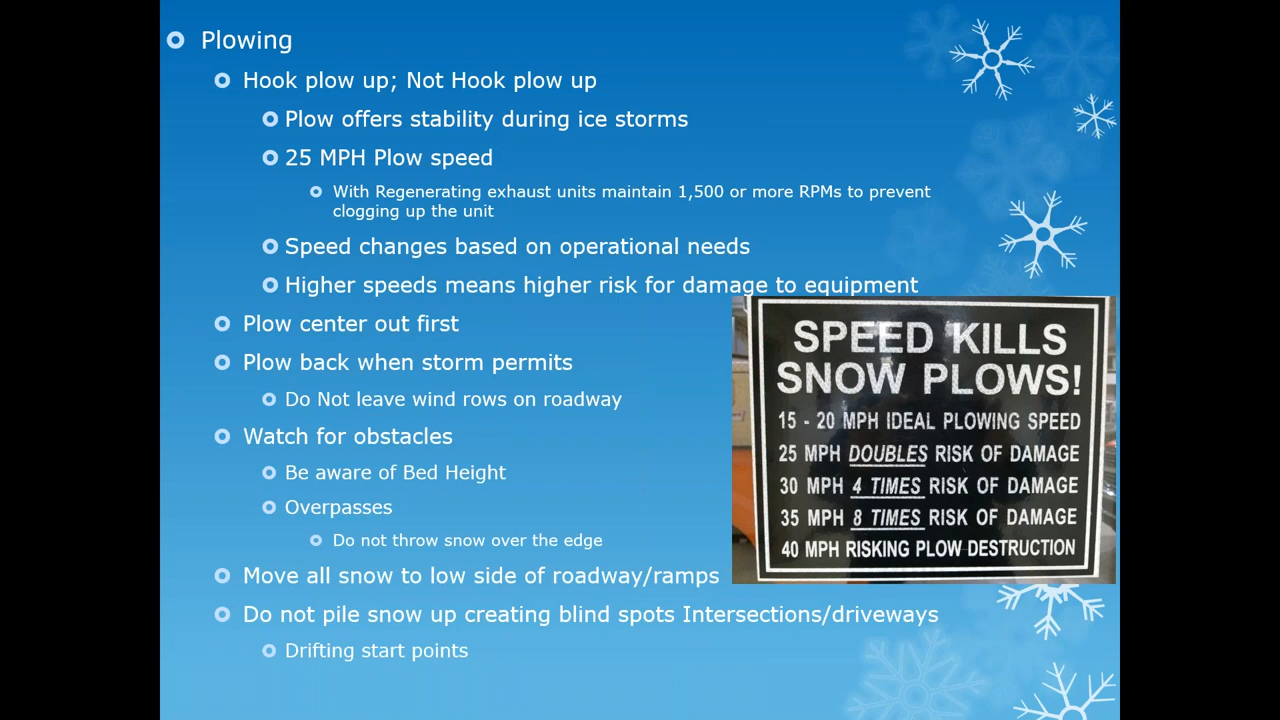 Plowing
Hook plow up; Not Hook plow up
Plow offers stability during ice storms
25 MPH Plow speed
With Regenerating exhaust units maintain 1,500 or more RPMs to prevent
clogging up the unit
Speed changes based on operational needs
Higher speeds means higher risk for damage to equipment
Plow center out first
Plow back when storm permits
Do Not leave wind rows on roadway
Watch for obstacles
Be aware of Bed Height
Overpasses
Do not throw snow over the edge
Move all snow to low side of roadway/ramps
Do not pile snow up creating blind spots Intersections/driveways
Drifting start points
SPEED KILLS
SNOW PLOWS!
15 - 20 MPH IDEAL PLOWING SPEED
25 MPH DOUBLES RISK OF DAMAGE
30 MPH 4 TIMES RISK OF DAMAGE
35 MPH 8 TIMES RISK OF DAMAGE
40 MPH RISKING PLOW DESTRUCTION